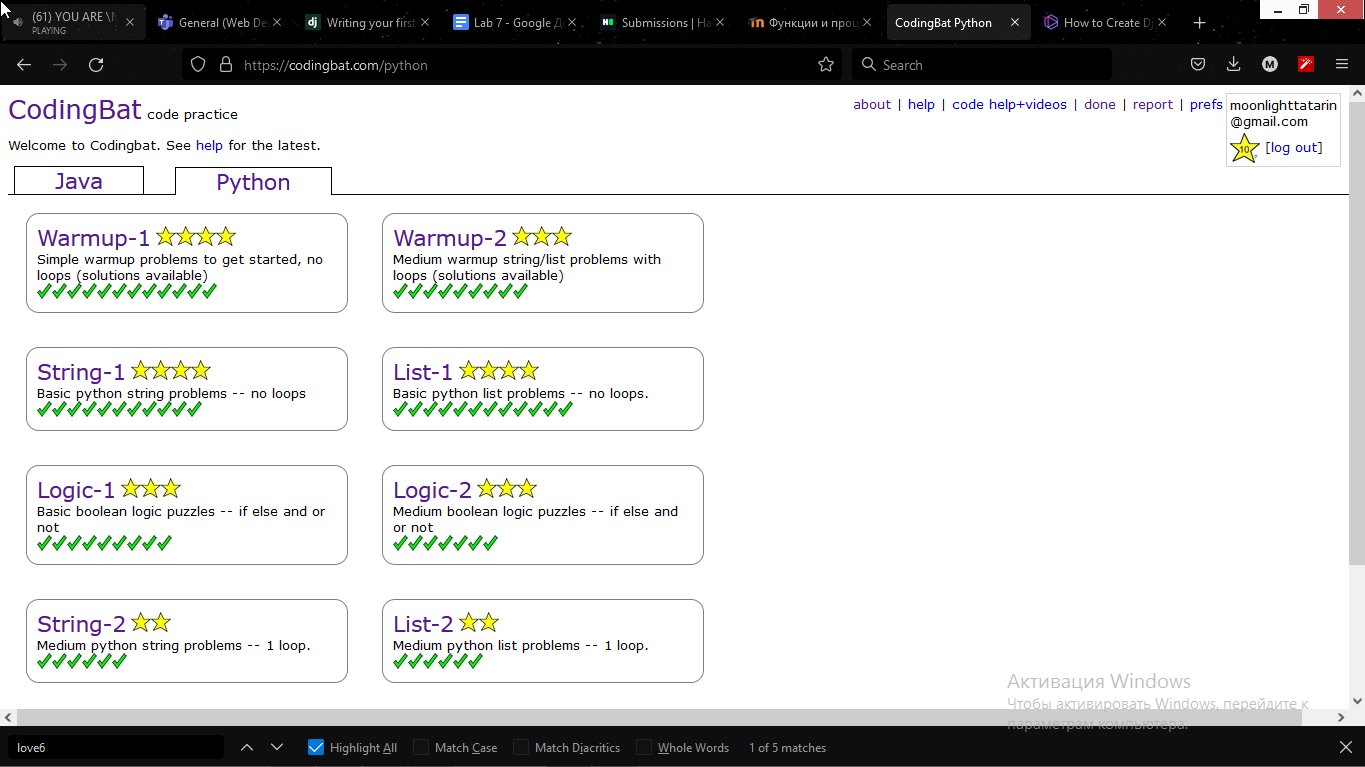 (61) YOU ARE \I
PLAYING
General (Web De
Writing your first
Lab 7 - Google Д
Submissions | Ha
Функции и проц
CodingBat Python
How to Create Dj
https://codingbat.com/python
Search
CodingBat code practice
about | help | code help+videos | done | report | prefs
moonlighttatarin
@gmail.com
10
[log out]
Welcome to Codingbat. See help for the latest.
Java
Python
Warmup-1
Simple warmup problems to get started, no
loops (solutions available)
Warmup-2
Medium warmup string/list problems with
loops (solutions available)
String-1
Basic python string problems -- no loops
List-1
Basic python list problems -- no loops.
Logic-1
Basic boolean logic puzzles -- if else and or
not
Logic-2
Medium boolean logic puzzles -- if else and
or not
String-2
Medium python string problems -- 1 loop.
List-2
Medium python list problems -- 1 loop.
Активация Windows
Чтобы активировать Windows, перейдите к
параметрам компьютера.
love6
Highlight All
Match Case
Match Diacritics
Whole Words
1 of 5 matches